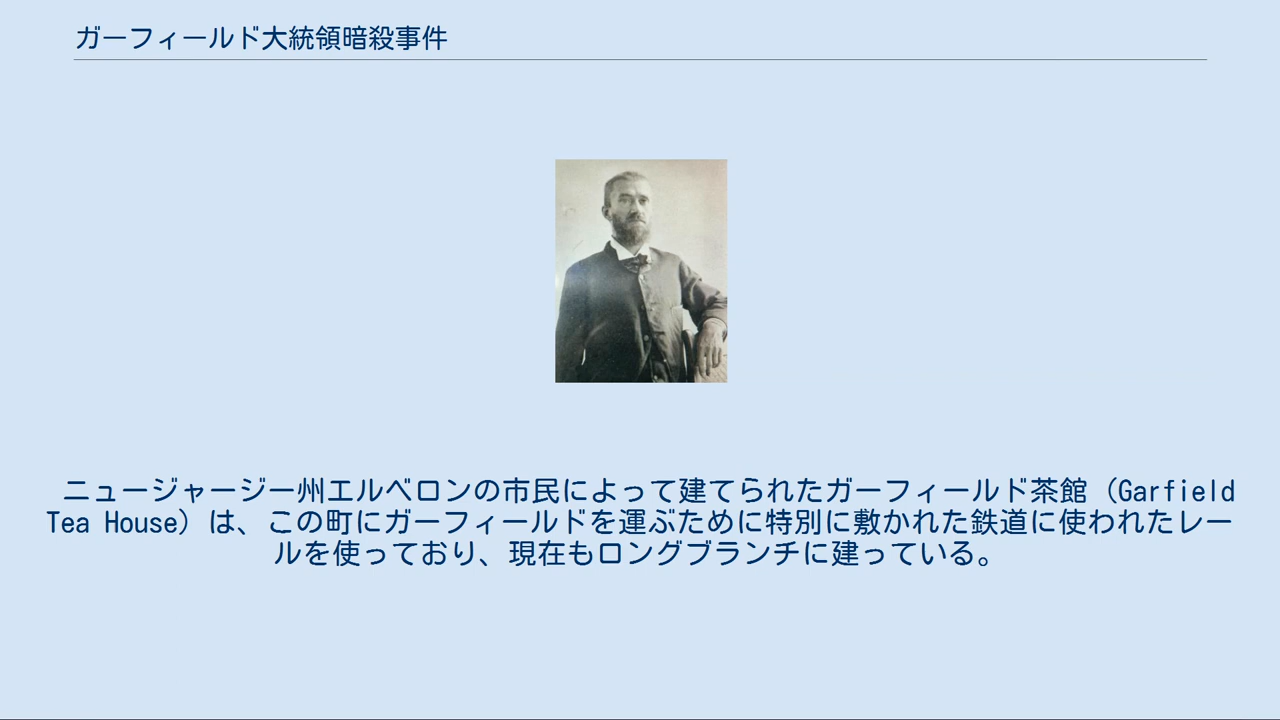 ガーフィールド大統領暗殺事件
ニュージャージー州エルベロンの市民によって建てられたガーフィールド茶館（Garfield
Tea House）は、この町にガーフィールドを運ぶために特別に敷かれた鉄道に使われたレー
ルを使っており、現在もロングブランチに建っている。